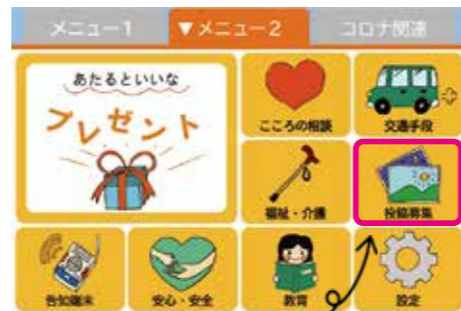 メニュー1
▼メニュー2
コロナ関連
あたるといいな
プレゼント
こころの相談
交通手段
福祉・介護
投稿募集
告知端末
安心・安全
教育
設定